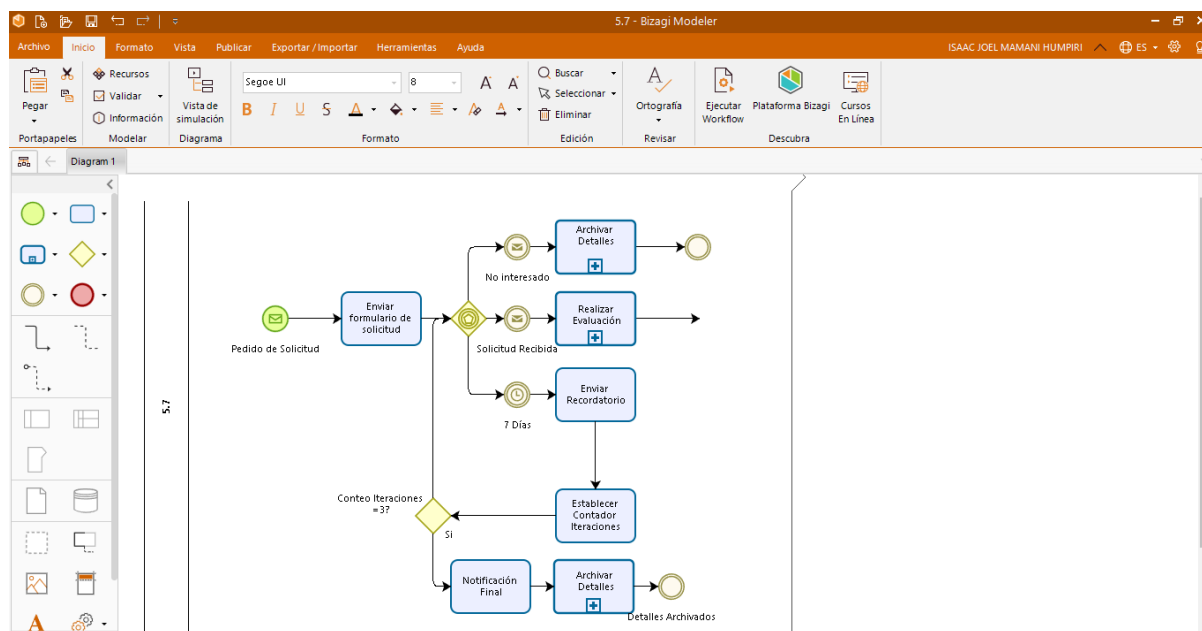 5.7 - Bizagi Modeler
Archivo Inicio Formato Vista Publicar Exportar / Importar Herramientas Ayuda
ISAAC JOEL MAMANI HUMPIRI ES
Pegar
Portapapeles
Recursos
Validar
Información
Modelar
Vista de
simulación
Diagrama
Segoe UI 8 A A
B I U S A A
Formato
Buscar
Seleccionar
Eliminar
Edición
Ortografía
Revisar
Ejecutar
Workflow
Plataforma Bizagi
Cursos
En Línea
Descubra
Diagram 1
5.7
Pedido de Solicitud
Enviar
formulario de
solicitud
No interesado
Archivar
Detalles
Solicitud Recibida
Realizar
Evaluación
7 Días
Enviar
Recordatorio
Establecer
Contador
Iteraciones
Conteo Iteraciones
=3?
Si
Notificación
Final
Archivar
Detalles
Detalles Archivados
A